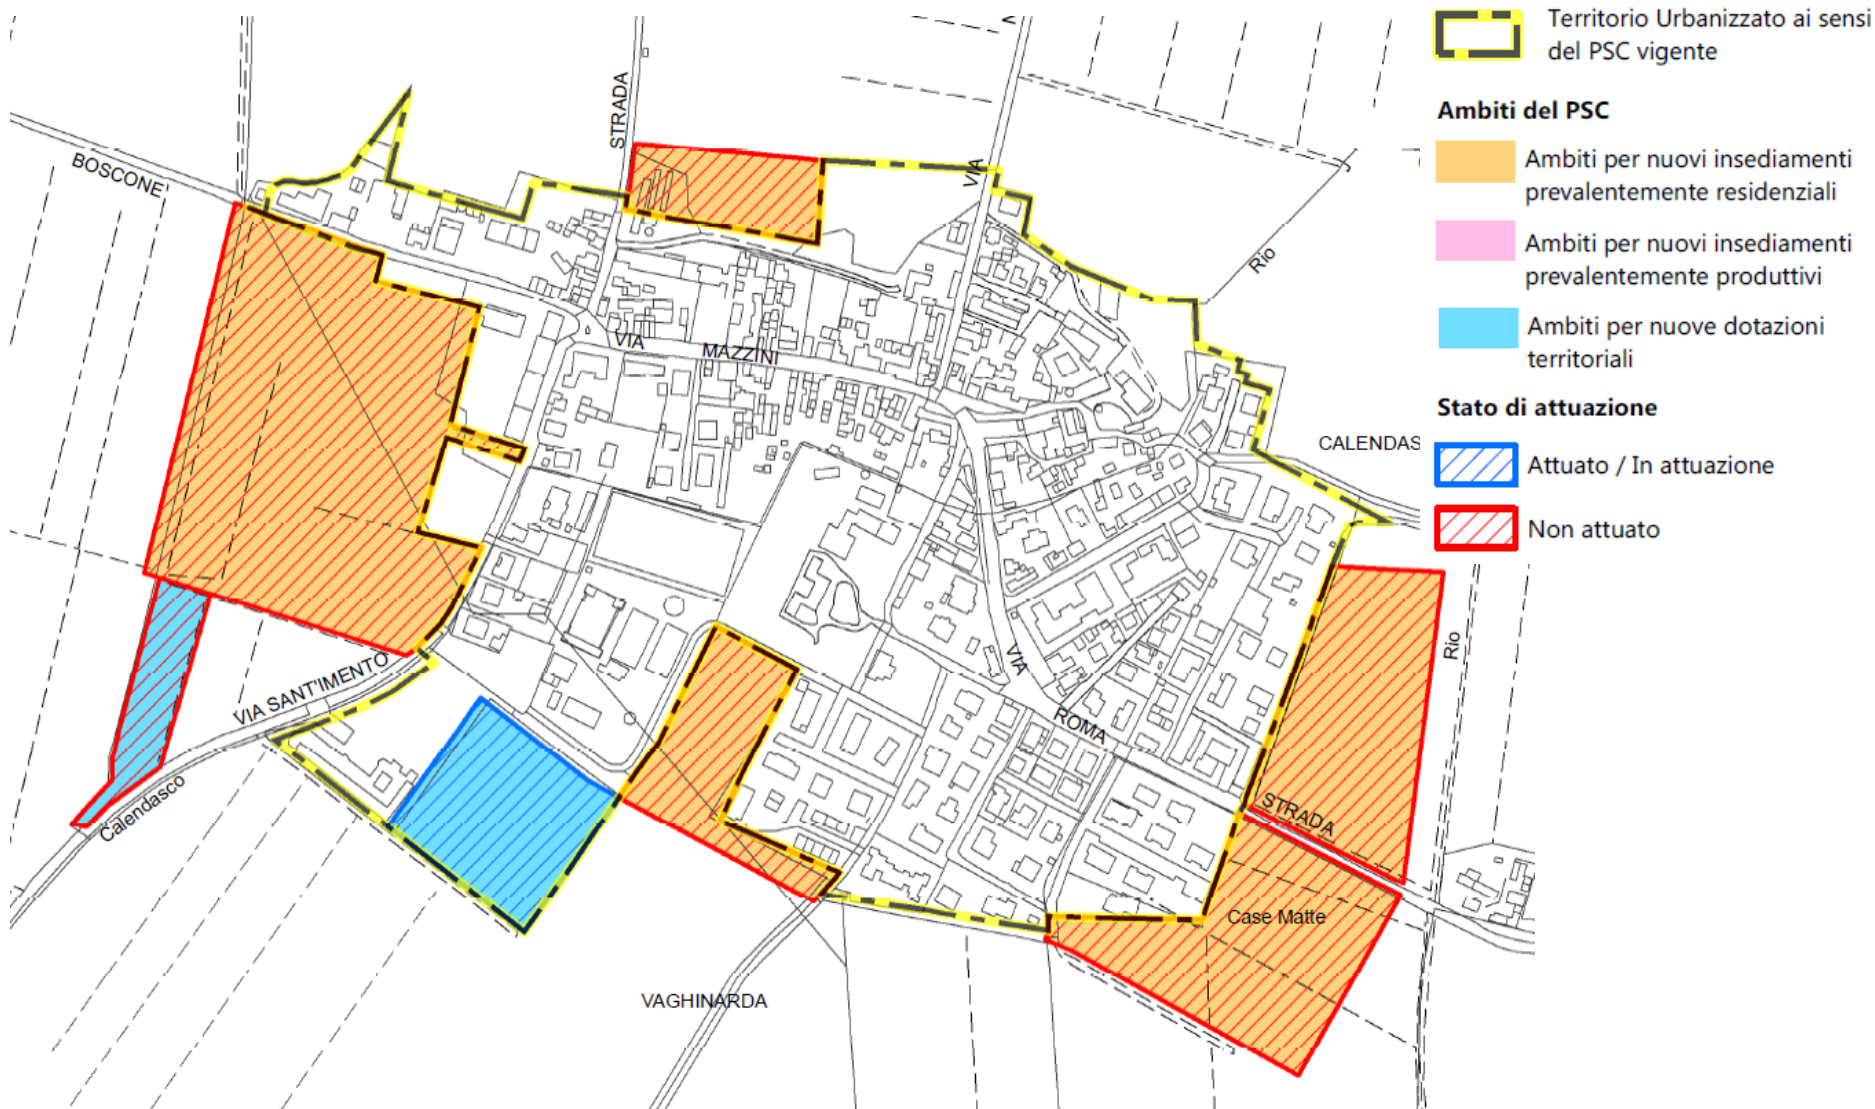 Territorio Urbanizzato ai sensi
del PSC vigente
Ambiti del PSC
Ambiti per nuovi insediamenti
prevalentemente residenziali
Ambiti per nuovi insediamenti
prevalentemente produttivi
Ambiti per nuove dotazioni
territoriali
Stato di attuazione
Attuato / In attuazione
Non attuato
BOSCONE
STRADA
VIA
Rio
VIA
MAZZINI
CALENDAS
VIA SANT'IMENTO
Calendasco
VIA
ROMA
Rio
STRADA
Case Matte
VAGHINARDA